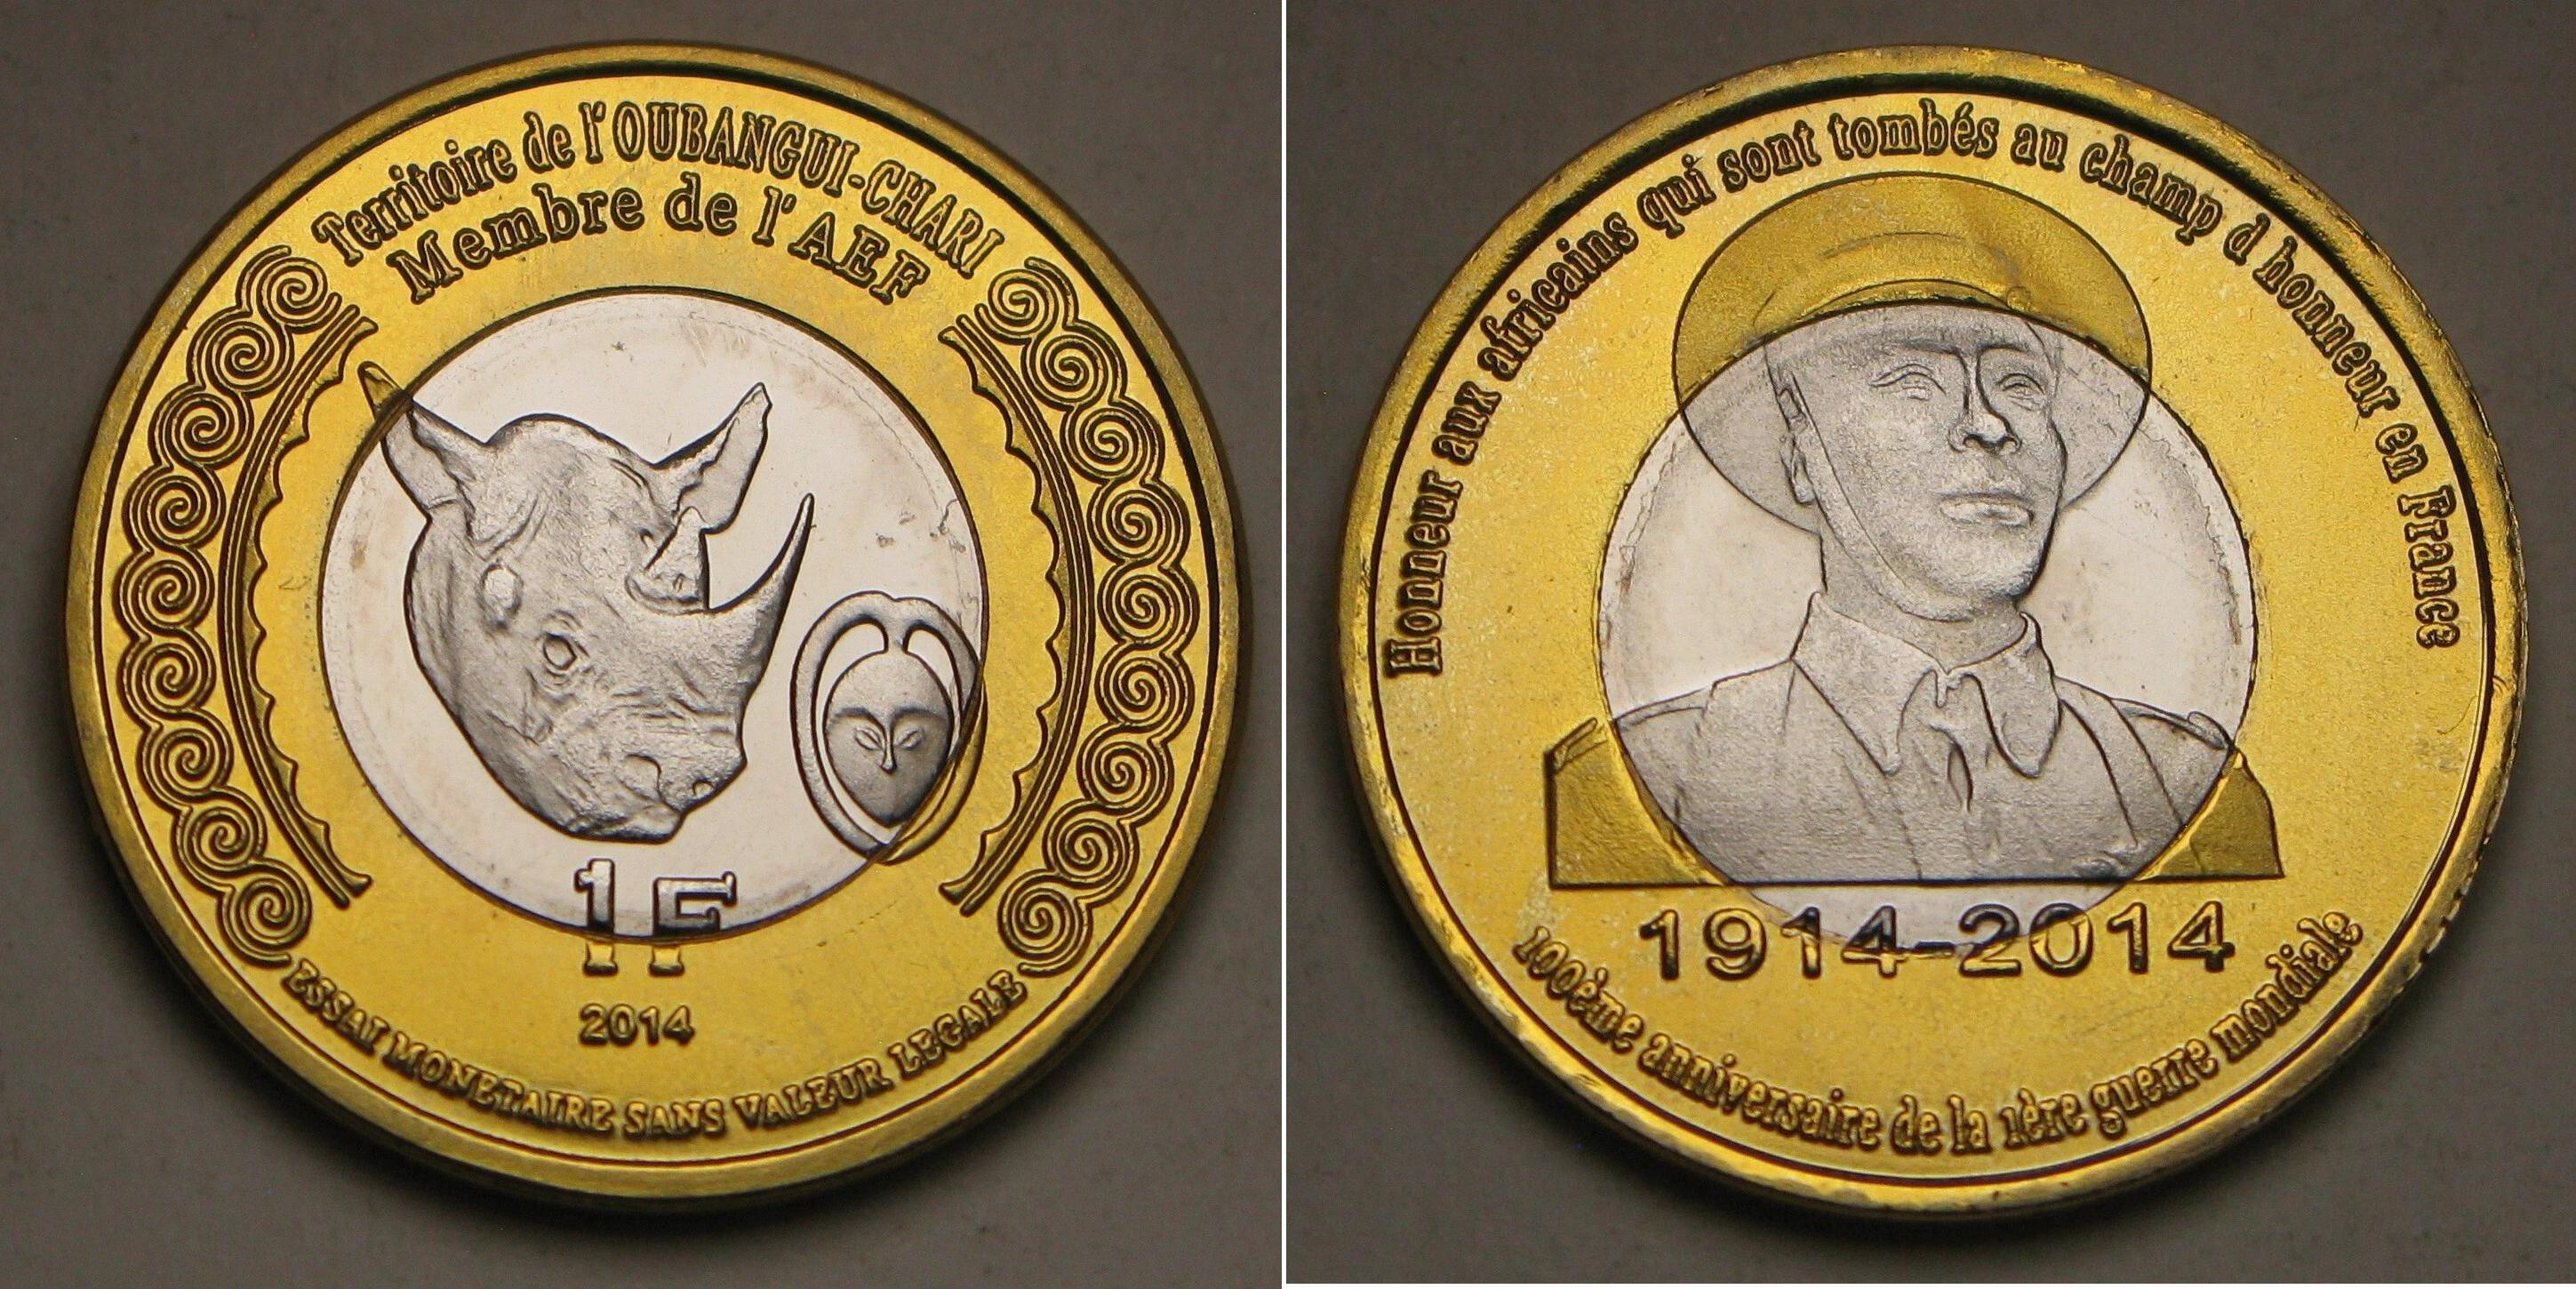 Territoire de l'OUBANGUI-CHARI
Membre de l'AEF
1F
2014
ESSAI MONETAIRE SANS VALEUR LEGALE
Honneur aux africains qui sont tombés au champ d honneur en France
1914-2014
100ème anniversaire de la 1ère guerre mondiale